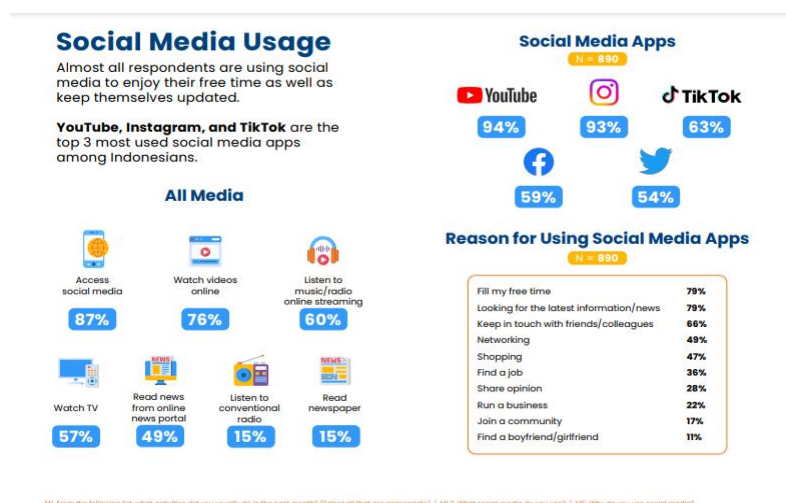 Social Media Usage
Almost all respondents are using social
media to enjoy their free time as well as
keep themselves updated.
YouTube, Instagram, and TikTok are the
top 3 most used social media apps
among Indonesians.
All Media
Access
social media
87%
Watch videos
online
76%
Listen to
music/radio
online streaming
60%
Watch TV
57%
NEWS
Read news
from online
news portal
49%
Listen to
conventional
radio
15%
NEWS
Read
newspaper
15%
Social Media Apps
N = 890
YouTube
94%
93%
TikTok
63%
59%
54%
Reason for Using Social Media Apps
N = 890
Fill my free time 79%
Looking for the latest information/news 79%
Keep in touch with friends/colleagues 66%
Networking 49%
Shopping 47%
Find a job 36%
Share opinion 28%
Run a business 22%
Join a community 17%
Find a boyfriend/girlfriend 11%